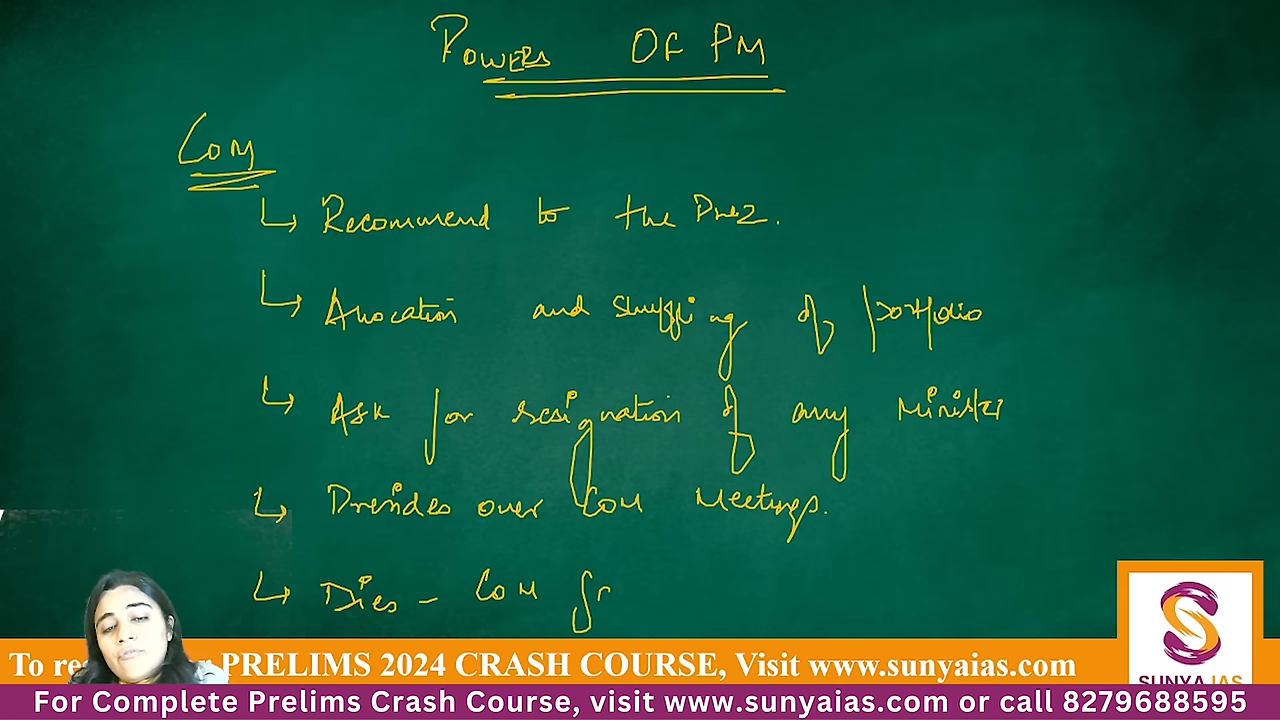 Powers OF PM
COM
↳ Recommend to the Prez.
↳ Allocation and Shuffling of portfolio
↳ Ask for resignation of any Minister
↳ Presides over COM Meetings.
↳ Dies - COM
To PRELIMS 2024 CRASH COURSE, Visit www.sunyaias.com
SUNYA IAS
For Complete Prelims Crash Course, visit www.sunyaias.com or call 8279688595